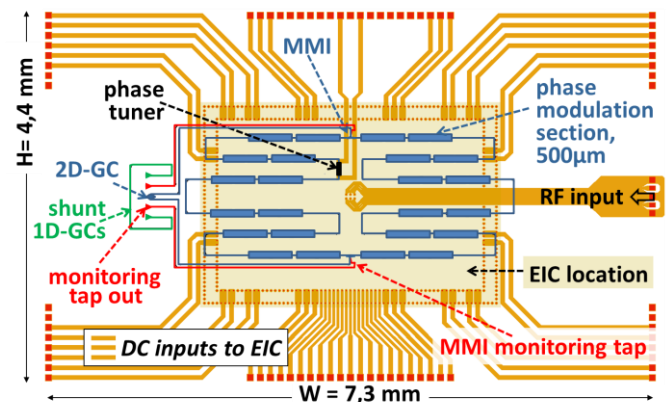 MMI
phase
tuner
phase
modulation
section,
500µm
H= 4,4 mm
2D-GC
shunt
1D-GCs
RF input
monitoring
tap out
EIC location
DC inputs to EIC
MMI monitoring tap
W = 7,3 mm